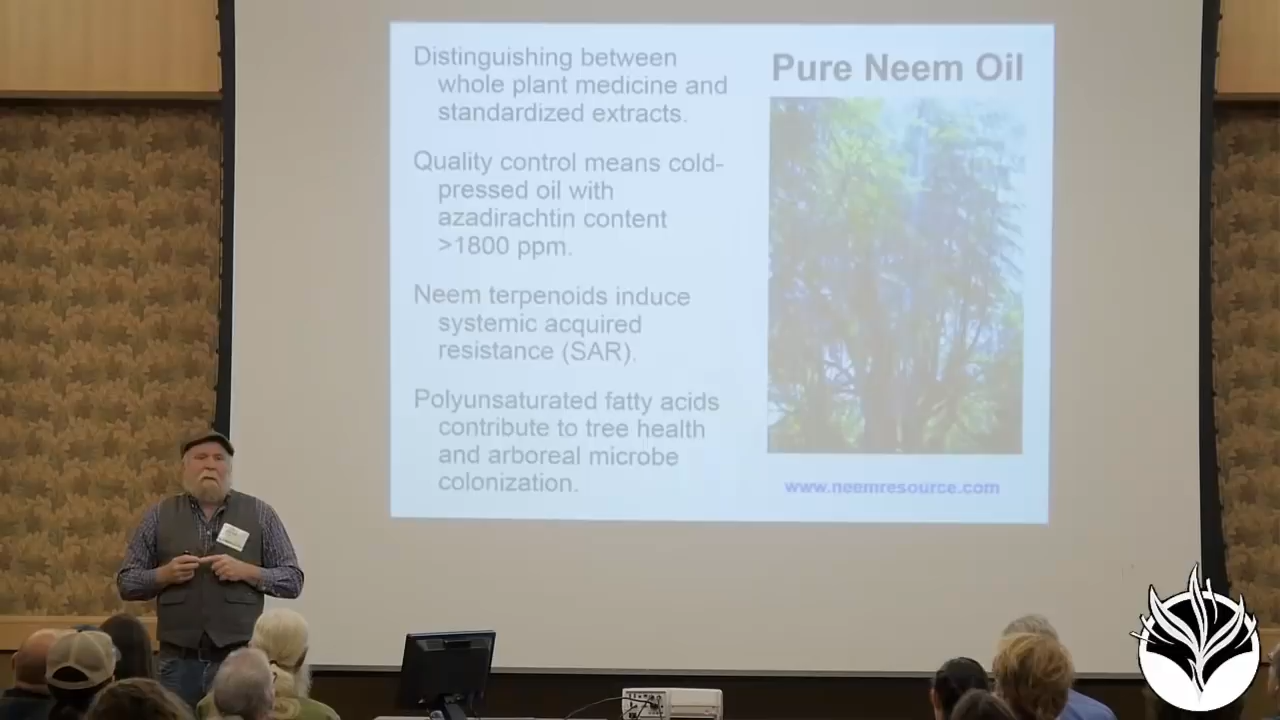 Distinguishing between
whole plant medicine and
standardized extracts.
Quality control means cold-
pressed oil with
azadirachtin content
>1800 ppm.
Neem terpenoids induce
systemic acquired
resistance (SAR).
Polyunsaturated fatty acids
contribute to tree health
and arboreal microbe
colonization.
Pure Neem Oil
www.neemresource.com